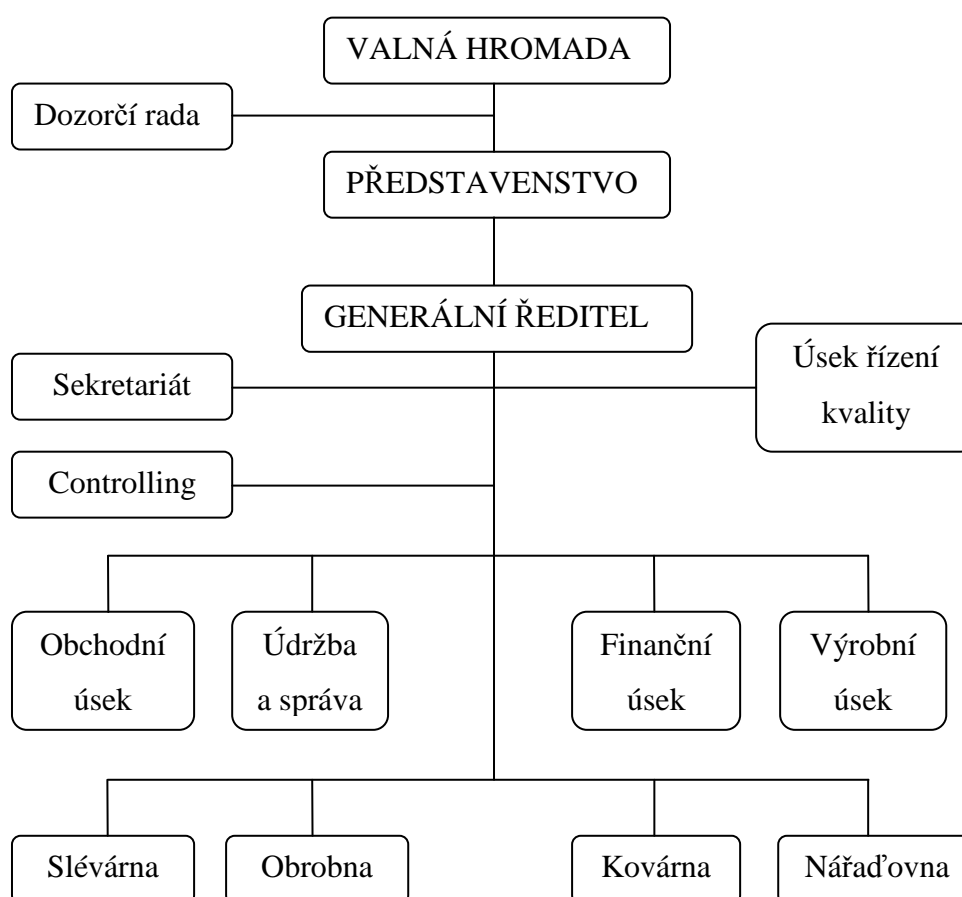 VALNÁ HROMADA
Dozorčí rada
PŘEDSTAVENSTVO
GENERÁLNÍ ŘEDITEL
Sekretariát
Úsek řízení
kvality
Controlling
Obchodní
úsek
Údržba
a správa
Finanční
úsek
Výrobní
úsek
Slévárna
Obrobna
Kovárna
Nářaďovna